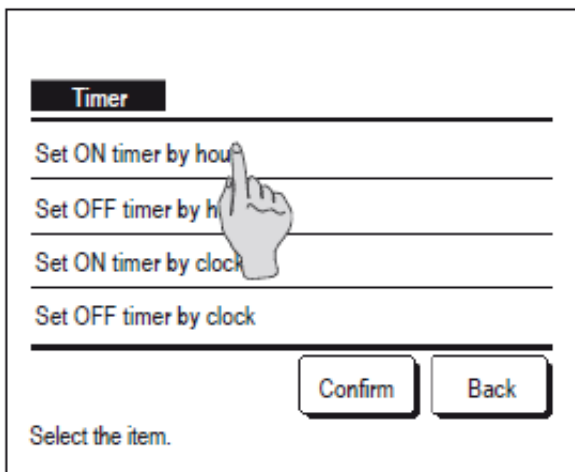 Timer
Set ON timer by hou
Set OFF timer by h
Set ON timer by clock
Set OFF timer by clock
Confirm Back
Select the item.